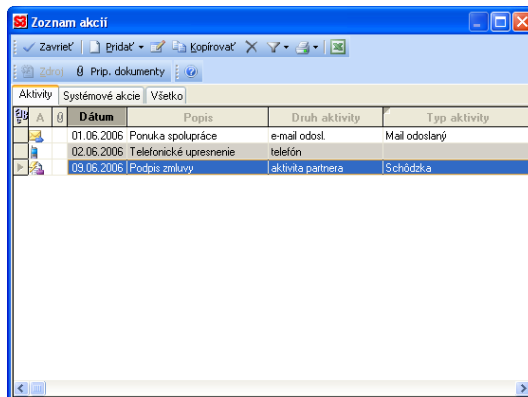 Zoznam akcií
Zavrieť Pridať Kopírovať
Zdroj Prip. dokumenty
Aktivity Systémové akcie Všetko
A Dátum Popis Druh aktivity Typ aktivity
01.06.2006 Ponuka spolupráce e-mail odosl. Mail odoslaný
02.06.2006 Telefonické upresnenie telefón
09.06.2006 Podpis zmluvy aktivita partnera Schôdzka